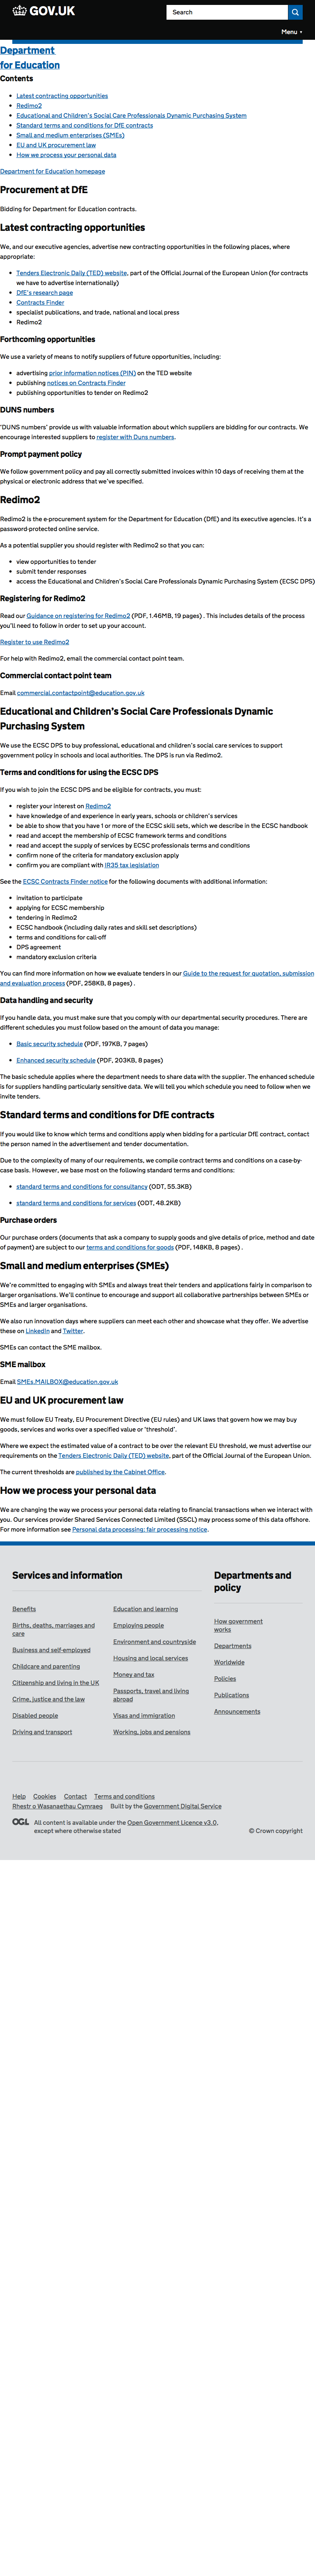 GOV.UK
Search
Menu
Department
for Education
Contents
Latest contracting opportunities
Redimo2
Educational and Children's Social Care Professionals Dynamic Purchasing System
Standard terms and conditions for DfE contracts
Small and medium enterprises (SMEs)
EU and UK procurement law
How we process your personal data
Department for Education homepage
Procurement at DfE
Bidding for Department for Education contracts.
Latest contracting opportunities
We, and our executive agencies, advertise new contracting opportunities in the following places, where
appropriate:
Tenders Electronic Daily (TED) website, part of the Official Journal of the European Union (for contracts
we have to advertise internationally)
DfE's research page
Contracts Finder
specialist publications, and trade, national and local press
Redimo2
Forthcoming opportunities
We use a variety of means to notify suppliers of future opportunities, including:
advertising prior information notices (PIN) on the TED website
publishing notices on Contracts Finder
publishing opportunities to tender on Redimo2
DUNS numbers
'DUNS numbers' provide us with valuable information about which suppliers are bidding for our contracts. We
encourage interested suppliers to register with Duns numbers.
Prompt payment policy
We follow government policy and pay all correctly submitted invoices within 10 days of receiving them at the
physical or electronic address that we've specified.
Redimo2
Redimo2 is the e-procurement system for the Department for Education (DfE) and its executive agencies. It's a
password-protected online service.
As a potential supplier you should register with Redimo2 so that you can:
view opportunities to tender
submit tender responses
access the Educational and Children's Social Care Professionals Dynamic Purchasing System (ECSC DPS)
Registering for Redimo2
Read our Guidance on registering for Redimo2 (PDF, 1.46MB, 19 pages) . This includes details of the process
you'll need to follow in order to set up your account.
Register to use Redimo2
For help with Redimo2, email the commercial contact point team.
Commercial contact point team
Email commercial.contactpoint@education.gov.uk
Educational and Children's Social Care Professionals Dynamic
Purchasing System
We use the ECSC DPS to buy professional, educational and children's social care services to support
government policy in schools and local authorities. The DPS is run via Redimo2.
Terms and conditions for using the ECSC DPS
If you wish to join the ECSC DPS and be eligible for contracts, you must:
register your interest on Redimo2
have knowledge of and experience in early years, schools or children's services
be able to show that you have 1 or more of the ECSC skill sets, which we describe in the ECSC handbook
read and accept the membership of ECSC framework terms and conditions
read and accept the supply of services by ECSC professionals terms and conditions
confirm none of the criteria for mandatory exclusion apply
confirm you are compliant with IR35 tax legislation
See the ECSC Contracts Finder notice for the following documents with additional information:
invitation to participate
applying for ECSC membership
tendering in Redimo2
ECSC handbook (including daily rates and skill set descriptions)
terms and conditions for call-off
DPS agreement
mandatory exclusion criteria
You can find more information on how we evaluate tenders in our Guide to the request for quotation, submission
and evaluation process (PDF, 258KB, 8 pages) .
Data handling and security
If you handle data, you must make sure that you comply with our departmental security procedures. There are
different schedules you must follow based on the amount of data you manage:
Basic security schedule (PDF, 197KB, 7 pages)
Enhanced security schedule (PDF, 203KB, 8 pages)
The basic schedule applies where the department needs to share data with the supplier. The enhanced schedule
is for suppliers handling particularly sensitive data. We will tell you which schedule you need to follow when we
invite tenders.
Standard terms and conditions for DfE contracts
If you would like to know which terms and conditions apply when bidding for a particular DfE contract, contact
the person named in the advertisement and tender documentation.
Due to the complexity of many of our requirements, we compile contract terms and conditions on a case-by-
case basis. However, we base most on the following standard terms and conditions:
standard terms and conditions for consultancy (ODT, 55.3KB)
standard terms and conditions for services (ODT, 48.2KB)
Purchase orders
Our purchase orders (documents that ask a company to supply goods and give details of price, method and date
of payment) are subject to our terms and conditions for goods (PDF, 148KB, 8 pages) .
Small and medium enterprises (SMEs)
We're committed to engaging with SMEs and always treat their tenders and applications fairly in comparison to
larger organisations. We'll continue to encourage and support all collaborative partnerships between SMEs or
SMEs and larger organisations.
We also run innovation days where suppliers can meet each other and showcase what they offer. We advertise
these on LinkedIn and Twitter.
SMEs can contact the SME mailbox.
SME mailbox
Email SMEs.MAILBOX@education.gov.uk
EU and UK procurement law
We must follow EU Treaty, EU Procurement Directive (EU rules) and UK laws that govern how we may buy
goods, services and works over a specified value or 'threshold'.
Where we expect the estimated value of a contract to be over the relevant EU threshold, we must advertise our
requirements on the Tenders Electronic Daily (TED) website, part of the Official Journal of the European Union.
The current thresholds are published by the Cabinet Office.
How we process your personal data
We are changing the way we process your personal data relating to financial transactions when we interact with
you. Our services provider Shared Services Connected Limited (SSCL) may process some of this data offshore.
For more information see Personal data processing: fair processing notice.
Services and information
Benefits
Births, deaths, marriages and
care
Business and self-employed
Childcare and parenting
Citizenship and living in the UK
Crime, justice and the law
Disabled people
Driving and transport
Education and learning
Employing people
Environment and countryside
Housing and local services
Money and tax
Passports, travel and living
abroad
Visas and immigration
Working, jobs and pensions
Departments and
policy
How government
works
Departments
Worldwide
Policies
Publications
Announcements
Help Cookies Contact Terms and conditions
Rhestr o Wasanaethau Cymraeg Built by the Government Digital Service
OGL
All content is available under the Open Government Licence v3.0,
except where otherwise stated
© Crown copyright